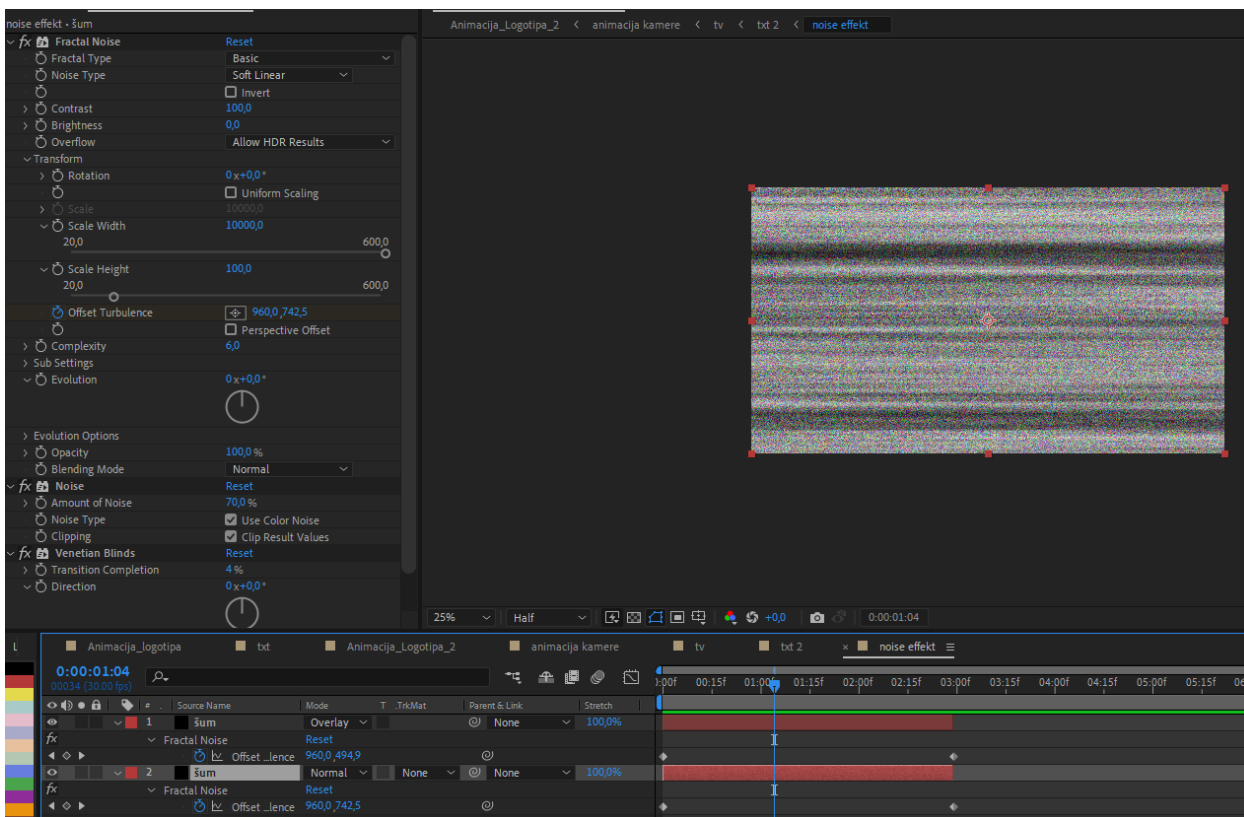 noise effekt • šum
fx Fractal Noise Reset
Fractal Type Basic
Noise Type Soft Linear
Invert
Contrast 100,0
Brightness 0,0
Overflow Allow HDR Results
Transform
Rotation 0x+0,0°
Uniform Scaling
Scale 10000,0
Scale Width 10000,0
20,0 600,0
Scale Height 100,0
20,0 600,0
Offset Turbulence 960,0,742,5
Perspective Offset
Complexity 6,0
Sub Settings
Evolution 0x+0,0°
Evolution Options
Opacity 100,0%
Blending Mode Normal
fx Noise Reset
Amount of Noise 70,0%
Noise Type Use Color Noise
Clipping Clip Result Values
fx Venetian Blinds Reset
Transition Completion 4%
Direction 0x+0,0°
Animacija_Logotipa_2 < animacija kamere < tv < txt 2 < noise effekt
25% Half +0,0 0:00:01:04
Animacija_logotipa txt Animacija_Logotipa_2 animacija kamere tv txt 2 × noise effekt
0:00:01:04
00034 (30.00 fps)
):00f 00:15f 01:00f 01:15f 02:00f 02:15f 03:00f 03:15f 04:00f 04:15f 05:00f 05:15f 06
# . Source Name Mode T .TrkMat Parent & Link Stretch
1 šum Overlay None 100,0%
fx Fractal Noise Reset
Offset ...lence 960,0,494,9
2 šum Normal None None 100,0%
fx Fractal Noise Reset
Offset ...lence 960,0,742,5